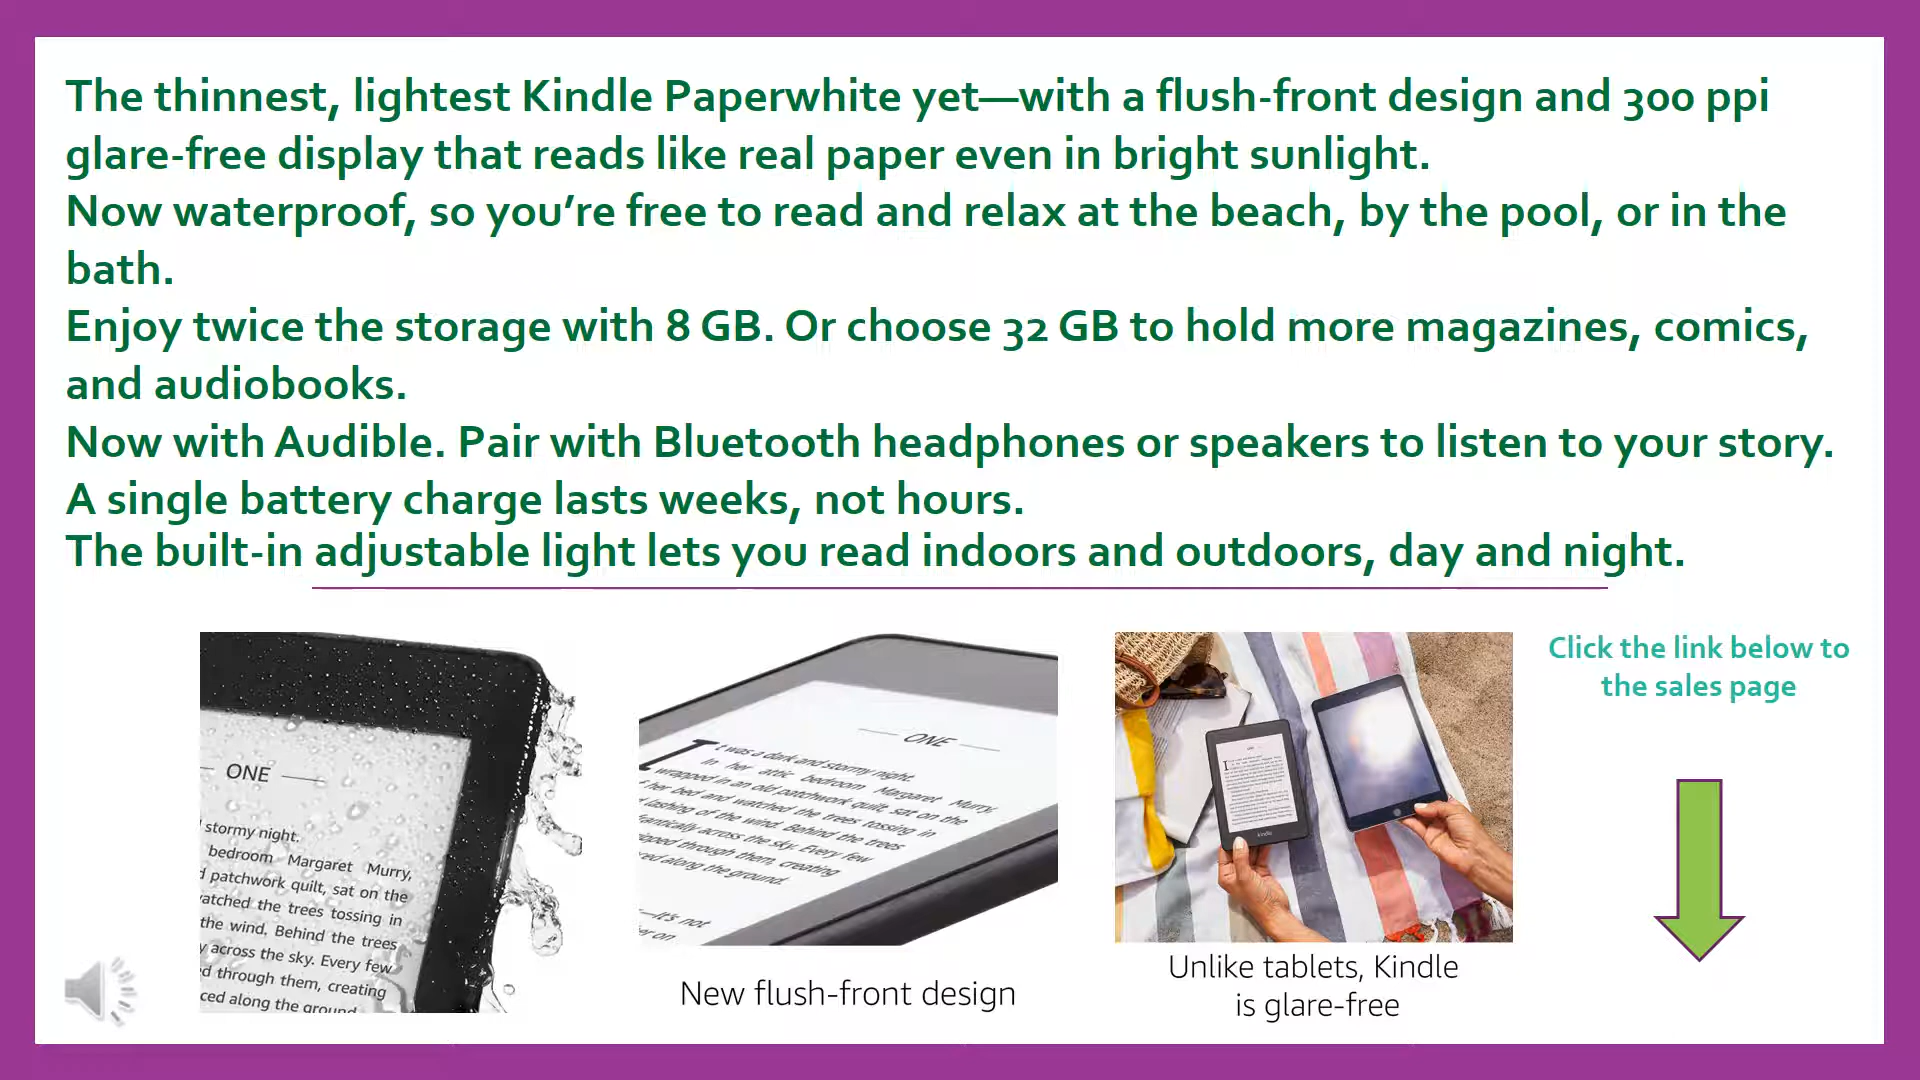 The thinnest, lightest Kindle Paperwhite yet—with a flush-front design and 300 ppi
glare-free display that reads like real paper even in bright sunlight.
Now waterproof, so you’re free to read and relax at the beach, by the pool, or in the
bath.
Enjoy twice the storage with 8 GB. Or choose 32 GB to hold more magazines, comics,
and audiobooks.
Now with Audible. Pair with Bluetooth headphones or speakers to listen to your story.
A single battery charge lasts weeks, not hours.
The built-in adjustable light lets you read indoors and outdoors, day and night.
ONE
stormy night.
bedroom Margaret Murry,
patchwork quilt, sat on the
watched the trees tossing in
the wind. Behind the trees
across the sky. Every few
through them, creating
along the ground
ONE
It was a dark and stormy night.
In her attic bedroom Margaret Murry,
wrapped in an old patchwork quilt, sat on the
her bed and watched the trees tossing in
lashing of the wind. Behind the trees
frantically across the sky. Every few
ripped through them, creating
along the ground.
—It's not
on
New flush-front design
kindle
Unlike tablets, Kindle
is glare-free
Click the link below to
the sales page